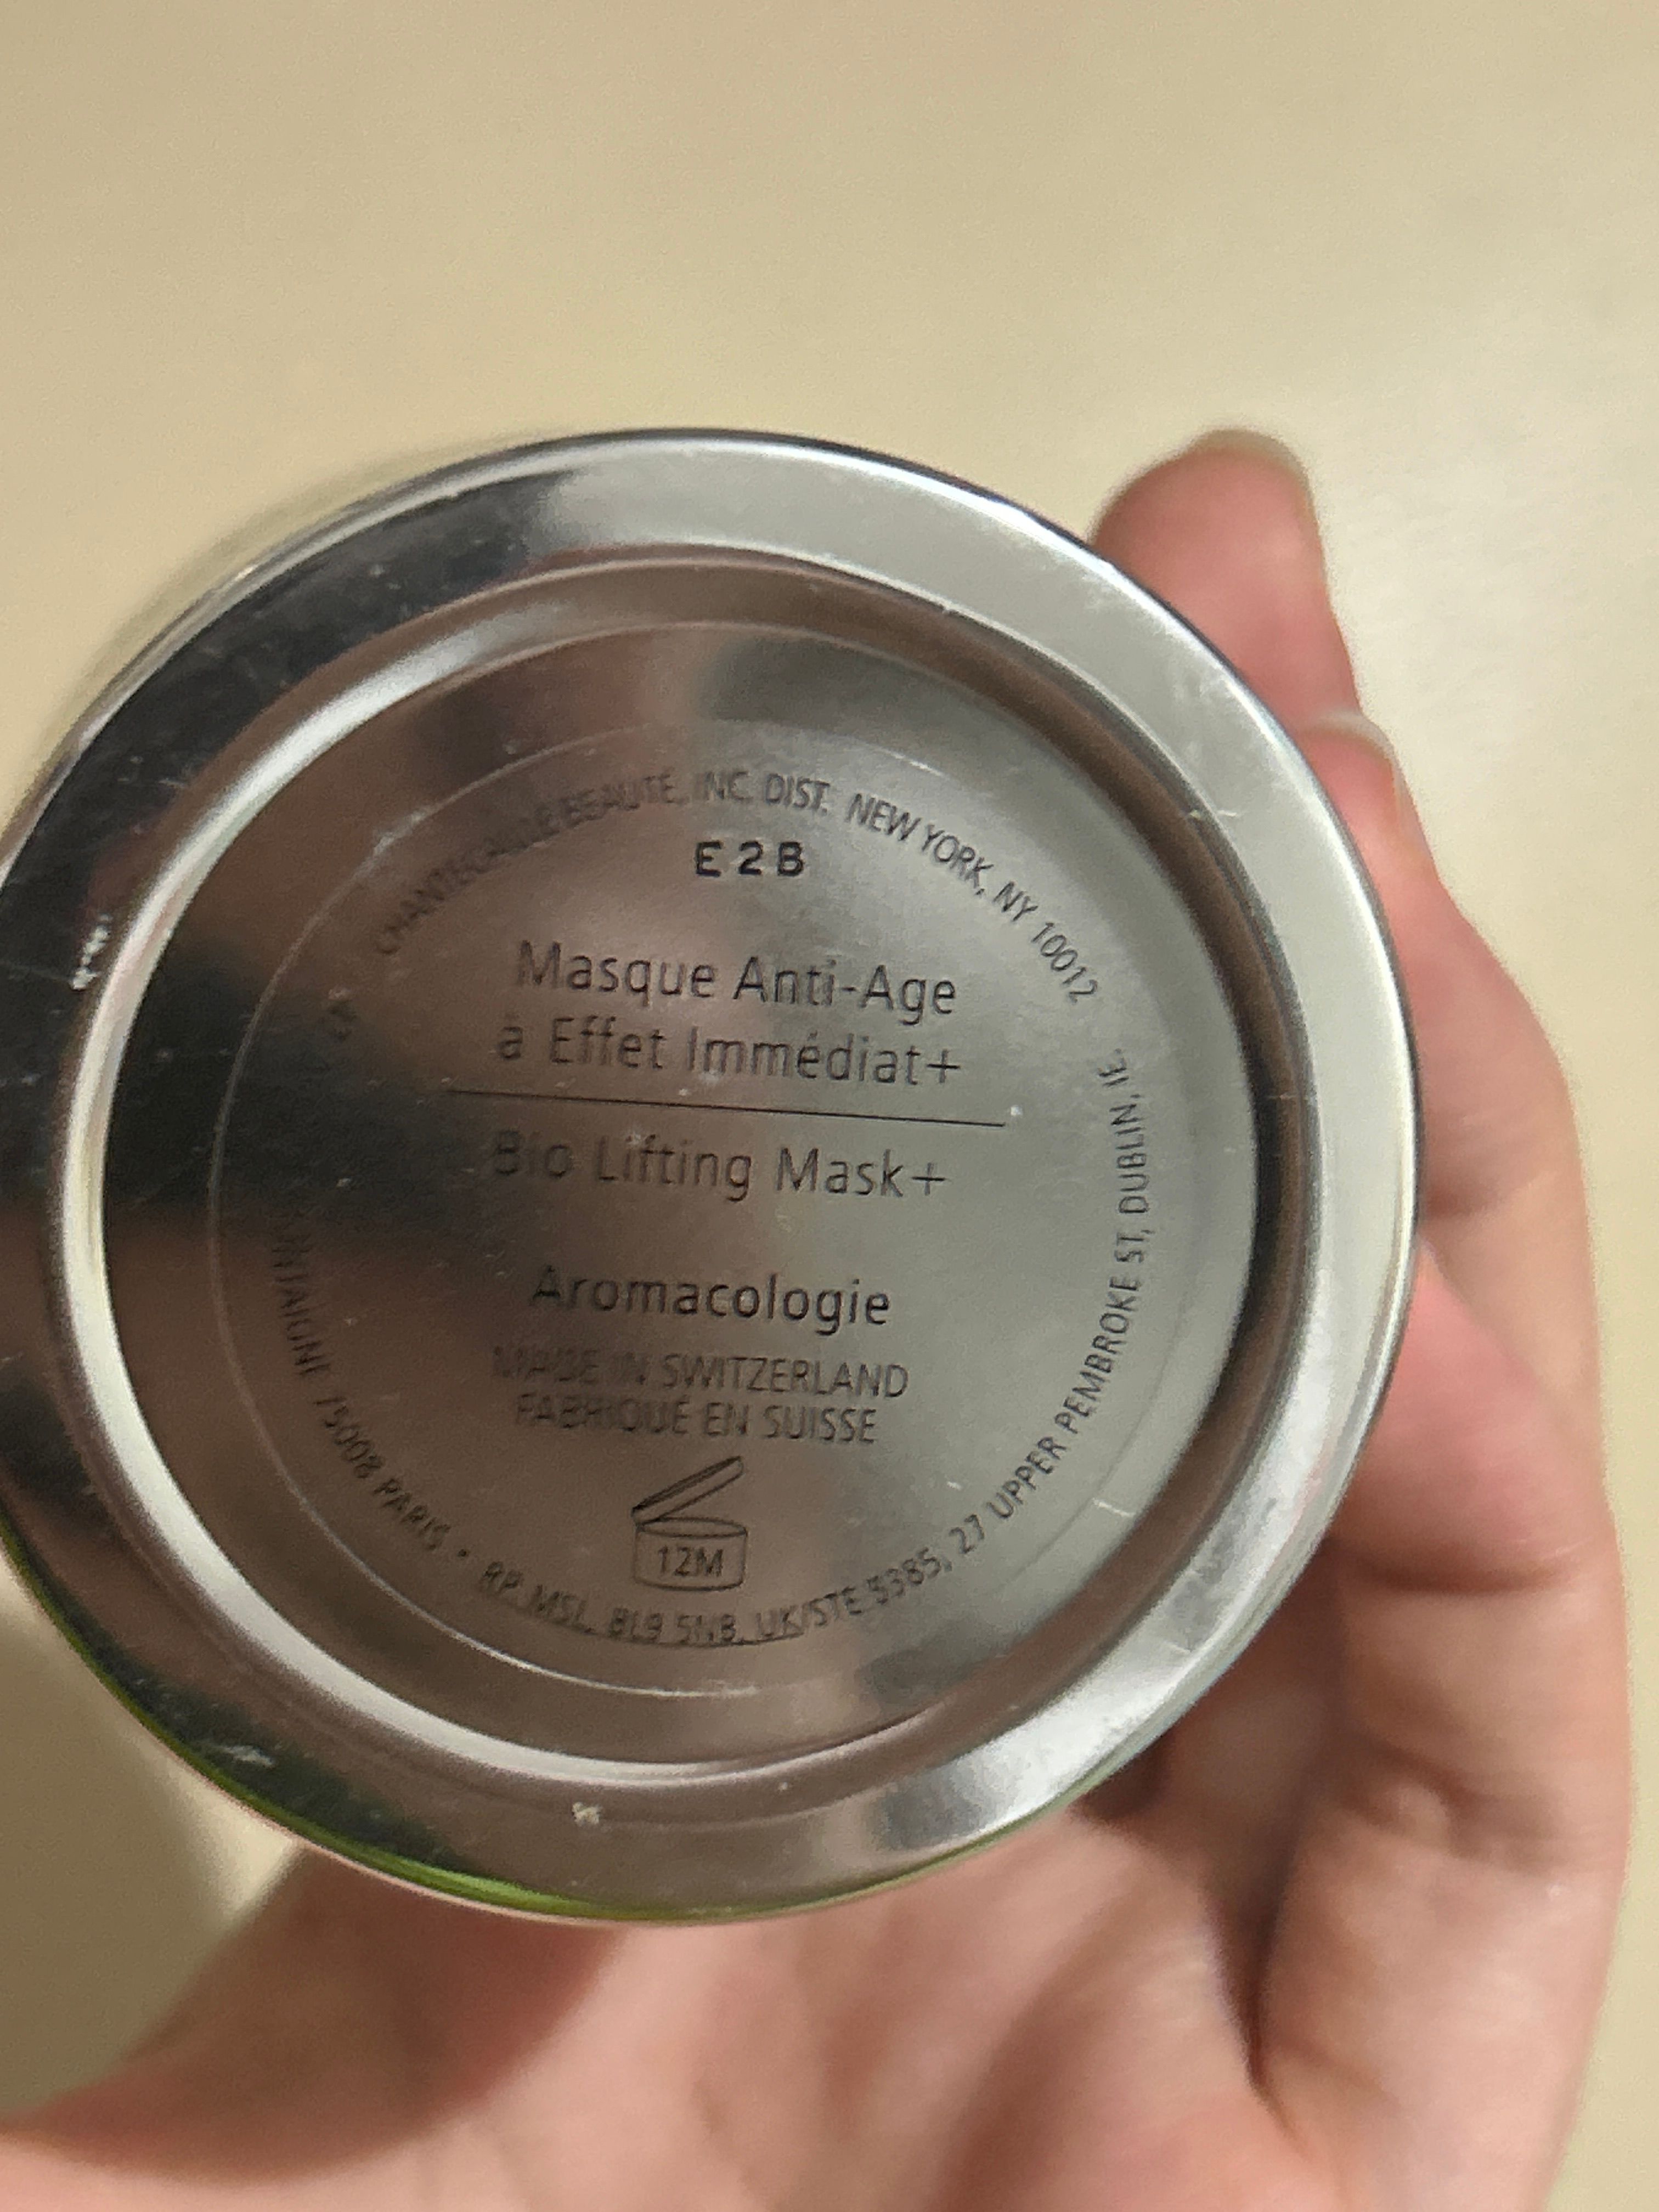 CHANTECAILLE BEAUTÉ, INC. DIST. NEW YORK, NY 10012
E2B
Masque Anti-Age
à Effet Immédiat+
Bio Lifting Mask+
Aromacologie
MADE IN SWITZERLAND
FABRIQUÉ EN SUISSE
12M
75008 PARIS • RP MSL, BL9 5NB, UK/STE 5385, 27 UPPER PEMBROKE ST, DUBLIN, IE.